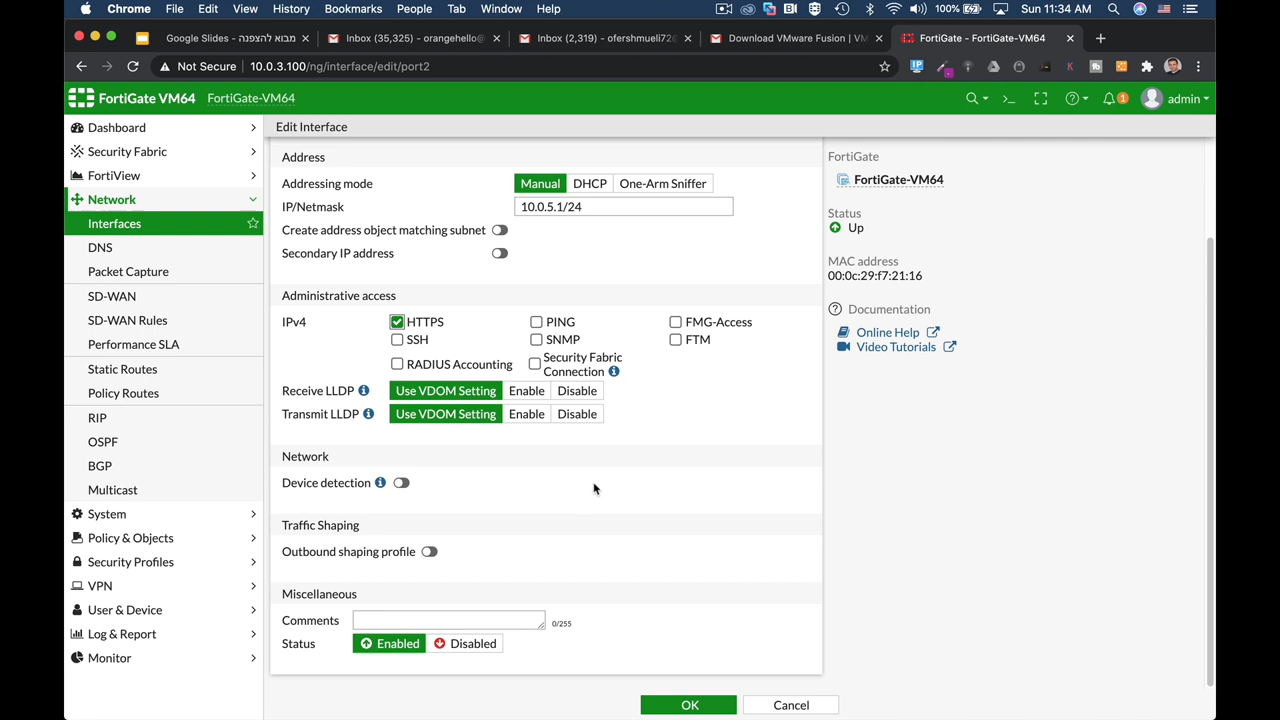 Chrome File Edit View History Bookmarks People Tab Window Help 100% Sun 11:34 AM
Google Slides - מבוא להצפנה Inbox (35,325) - orangehello@ Inbox (2,319) - ofershmueli72 Download VMware Fusion | VM FortiGate - FortiGate-VM64
Not Secure 10.0.3.100/ng/interface/edit/port2
FortiGate VM64 FortiGate-VM64 1 admin
Dashboard
Security Fabric
FortiView
Network
Interfaces
DNS
Packet Capture
SD-WAN
SD-WAN Rules
Performance SLA
Static Routes
Policy Routes
RIP
OSPF
BGP
Multicast
System
Policy & Objects
Security Profiles
VPN
User & Device
Log & Report
Monitor
Edit Interface
Address
Addressing mode Manual DHCP One-Arm Sniffer
IP/Netmask 10.0.5.1/24
Create address object matching subnet
Secondary IP address
Administrative access
IPv4 HTTPS PING FMG-Access
SSH SNMP FTM
RADIUS Accounting Security Fabric
Connection
Receive LLDP Use VDOM Setting Enable Disable
Transmit LLDP Use VDOM Setting Enable Disable
Network
Device detection
Traffic Shaping
Outbound shaping profile
Miscellaneous
Comments 0/255
Status Enabled Disabled
OK Cancel
FortiGate
FortiGate-VM64
Status
Up
MAC address
00:0c:29:f7:21:16
Documentation
Online Help
Video Tutorials